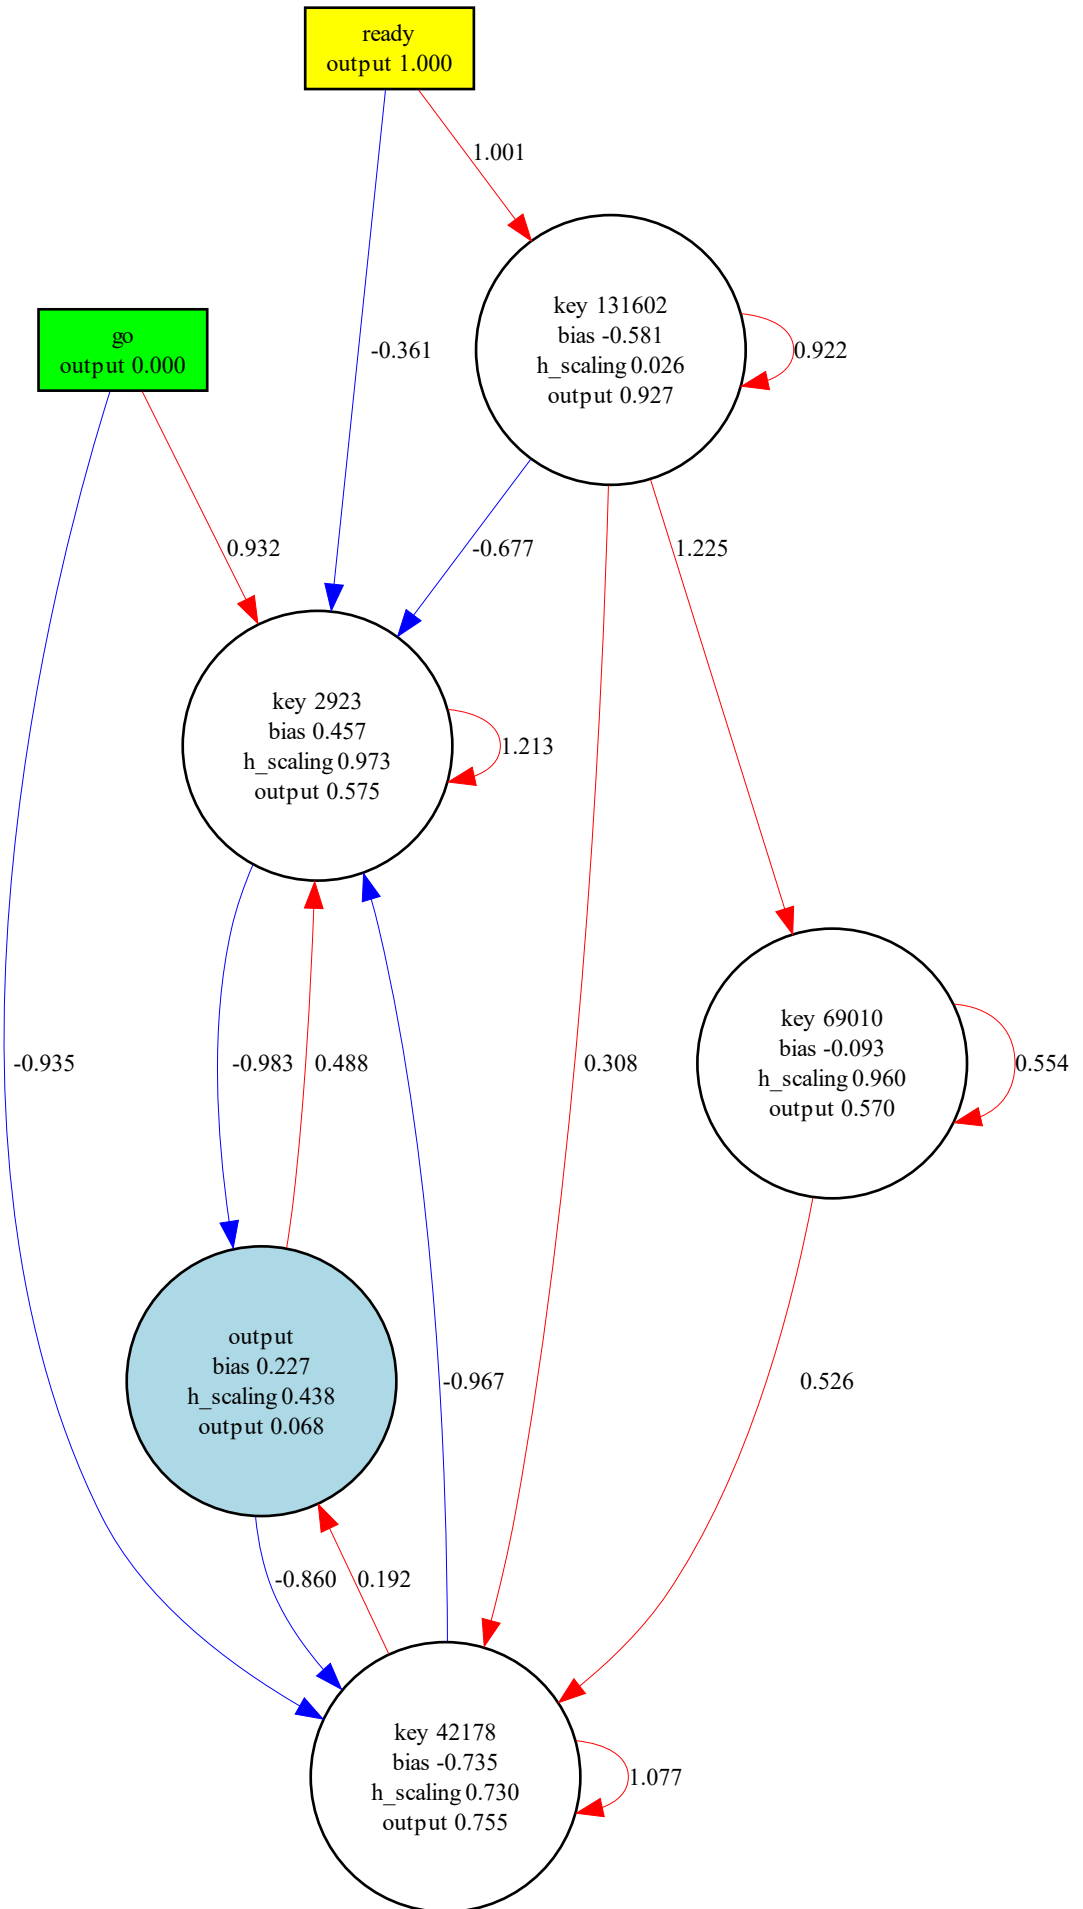 ready
output 1.000
1.001
key 131602
bias -0.581
h_scaling 0.026
output 0.927
0.922
go
output 0.000
-0.361
0.932
-0.677
1.225
key 2923
bias 0.457
h_scaling 0.973
output 0.575
1.213
key 69010
bias -0.093
h_scaling 0.960
output 0.570
0.554
-0.935
-0.983
0.488
0.308
output
bias 0.227
h_scaling 0.438
output 0.068
-0.967
0.526
-0.860
0.192
key 42178
bias -0.735
h_scaling 0.730
output 0.755
1.077